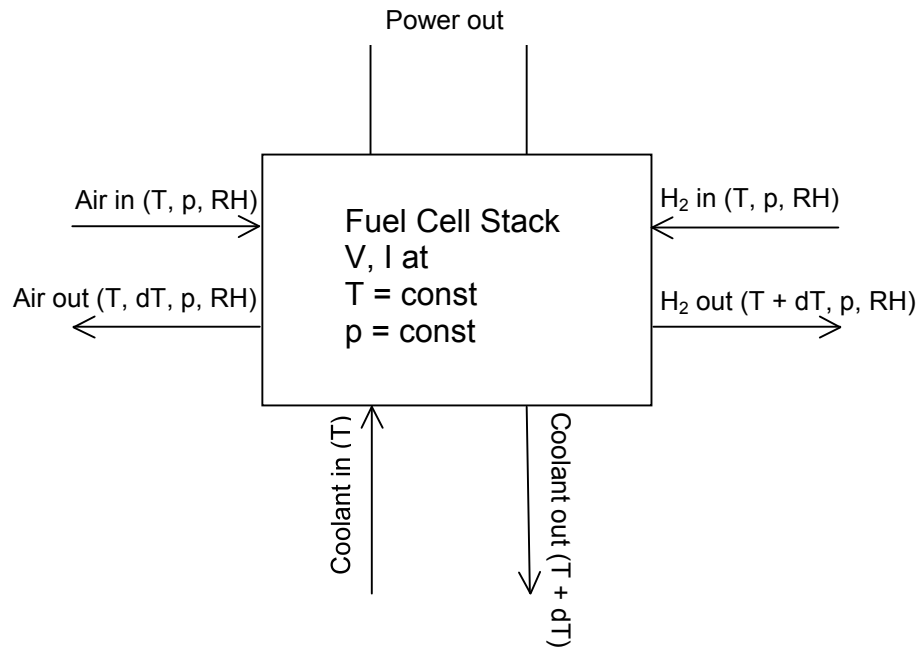 Power out
Air in (T, p, RH)
H₂ in (T, p, RH)
Fuel Cell Stack
V, I at
T = const
p = const
Air out (T, dT, p, RH)
H₂ out (T + dT, p, RH)
Coolant in (T)
Coolant out (T + dT)